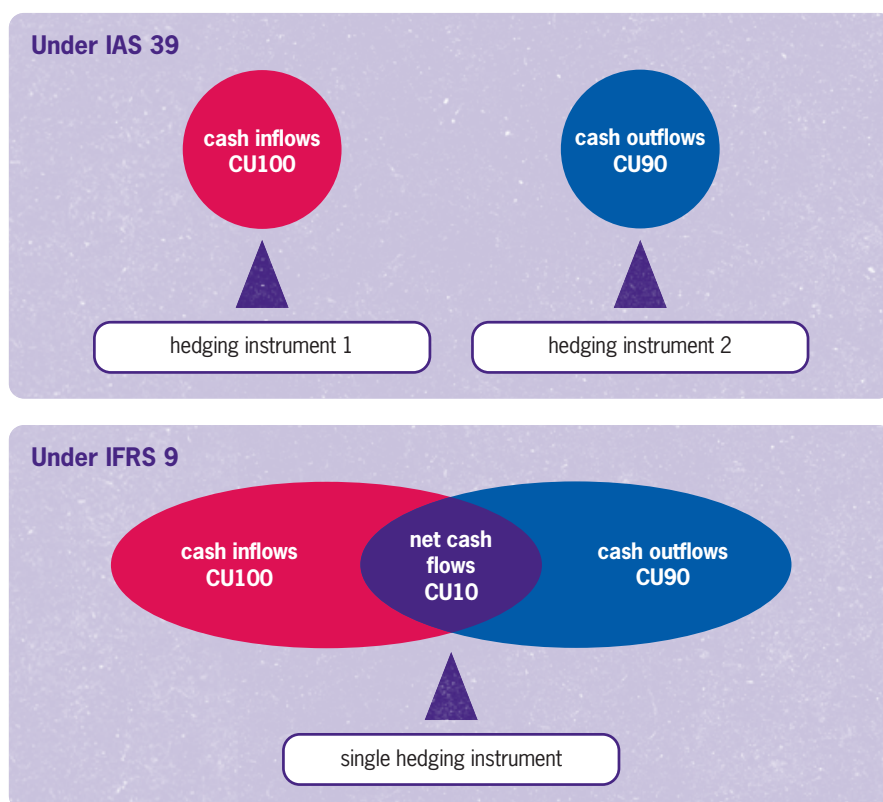 Under IAS 39
cash inflows
CU100
cash outflows
CU90
hedging instrument 1
hedging instrument 2
Under IFRS 9
cash inflows
CU100
net cash
flows
CU10
cash outflows
CU90
single hedging instrument